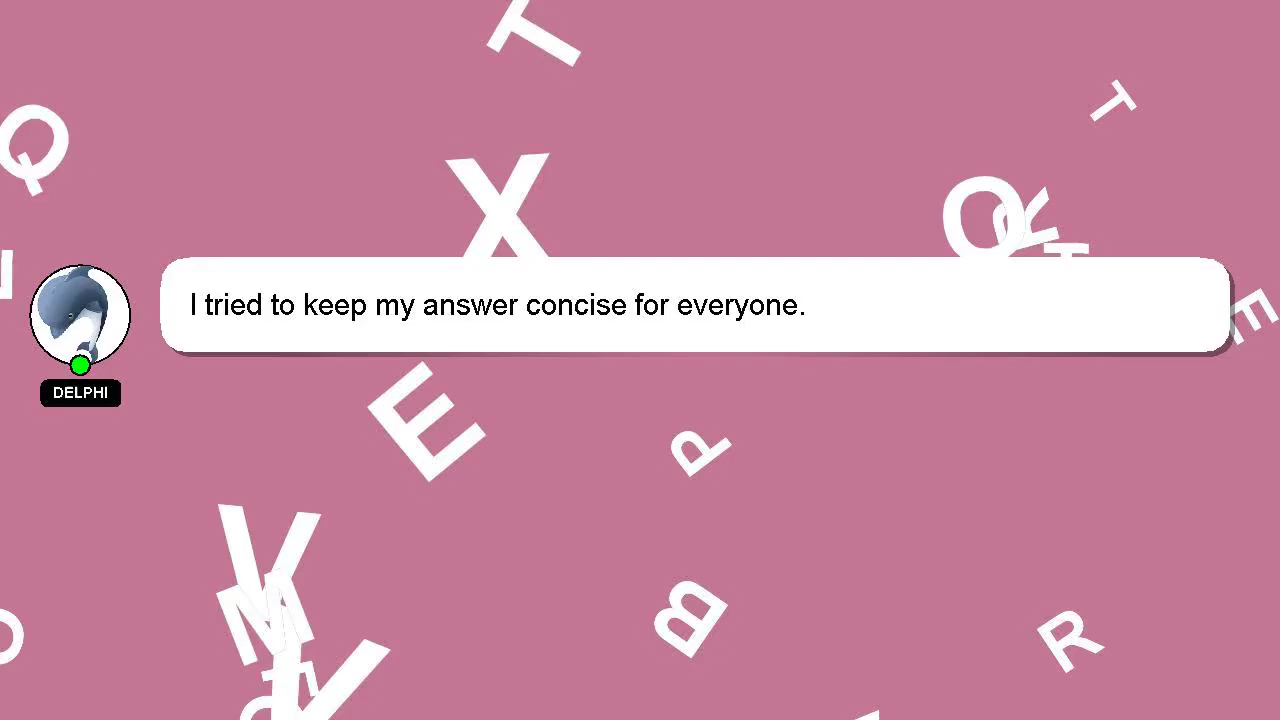 T
T
Q
X
Q
E
I tried to keep my answer concise for everyone.
DELPHI
E
P
V
M
B
R